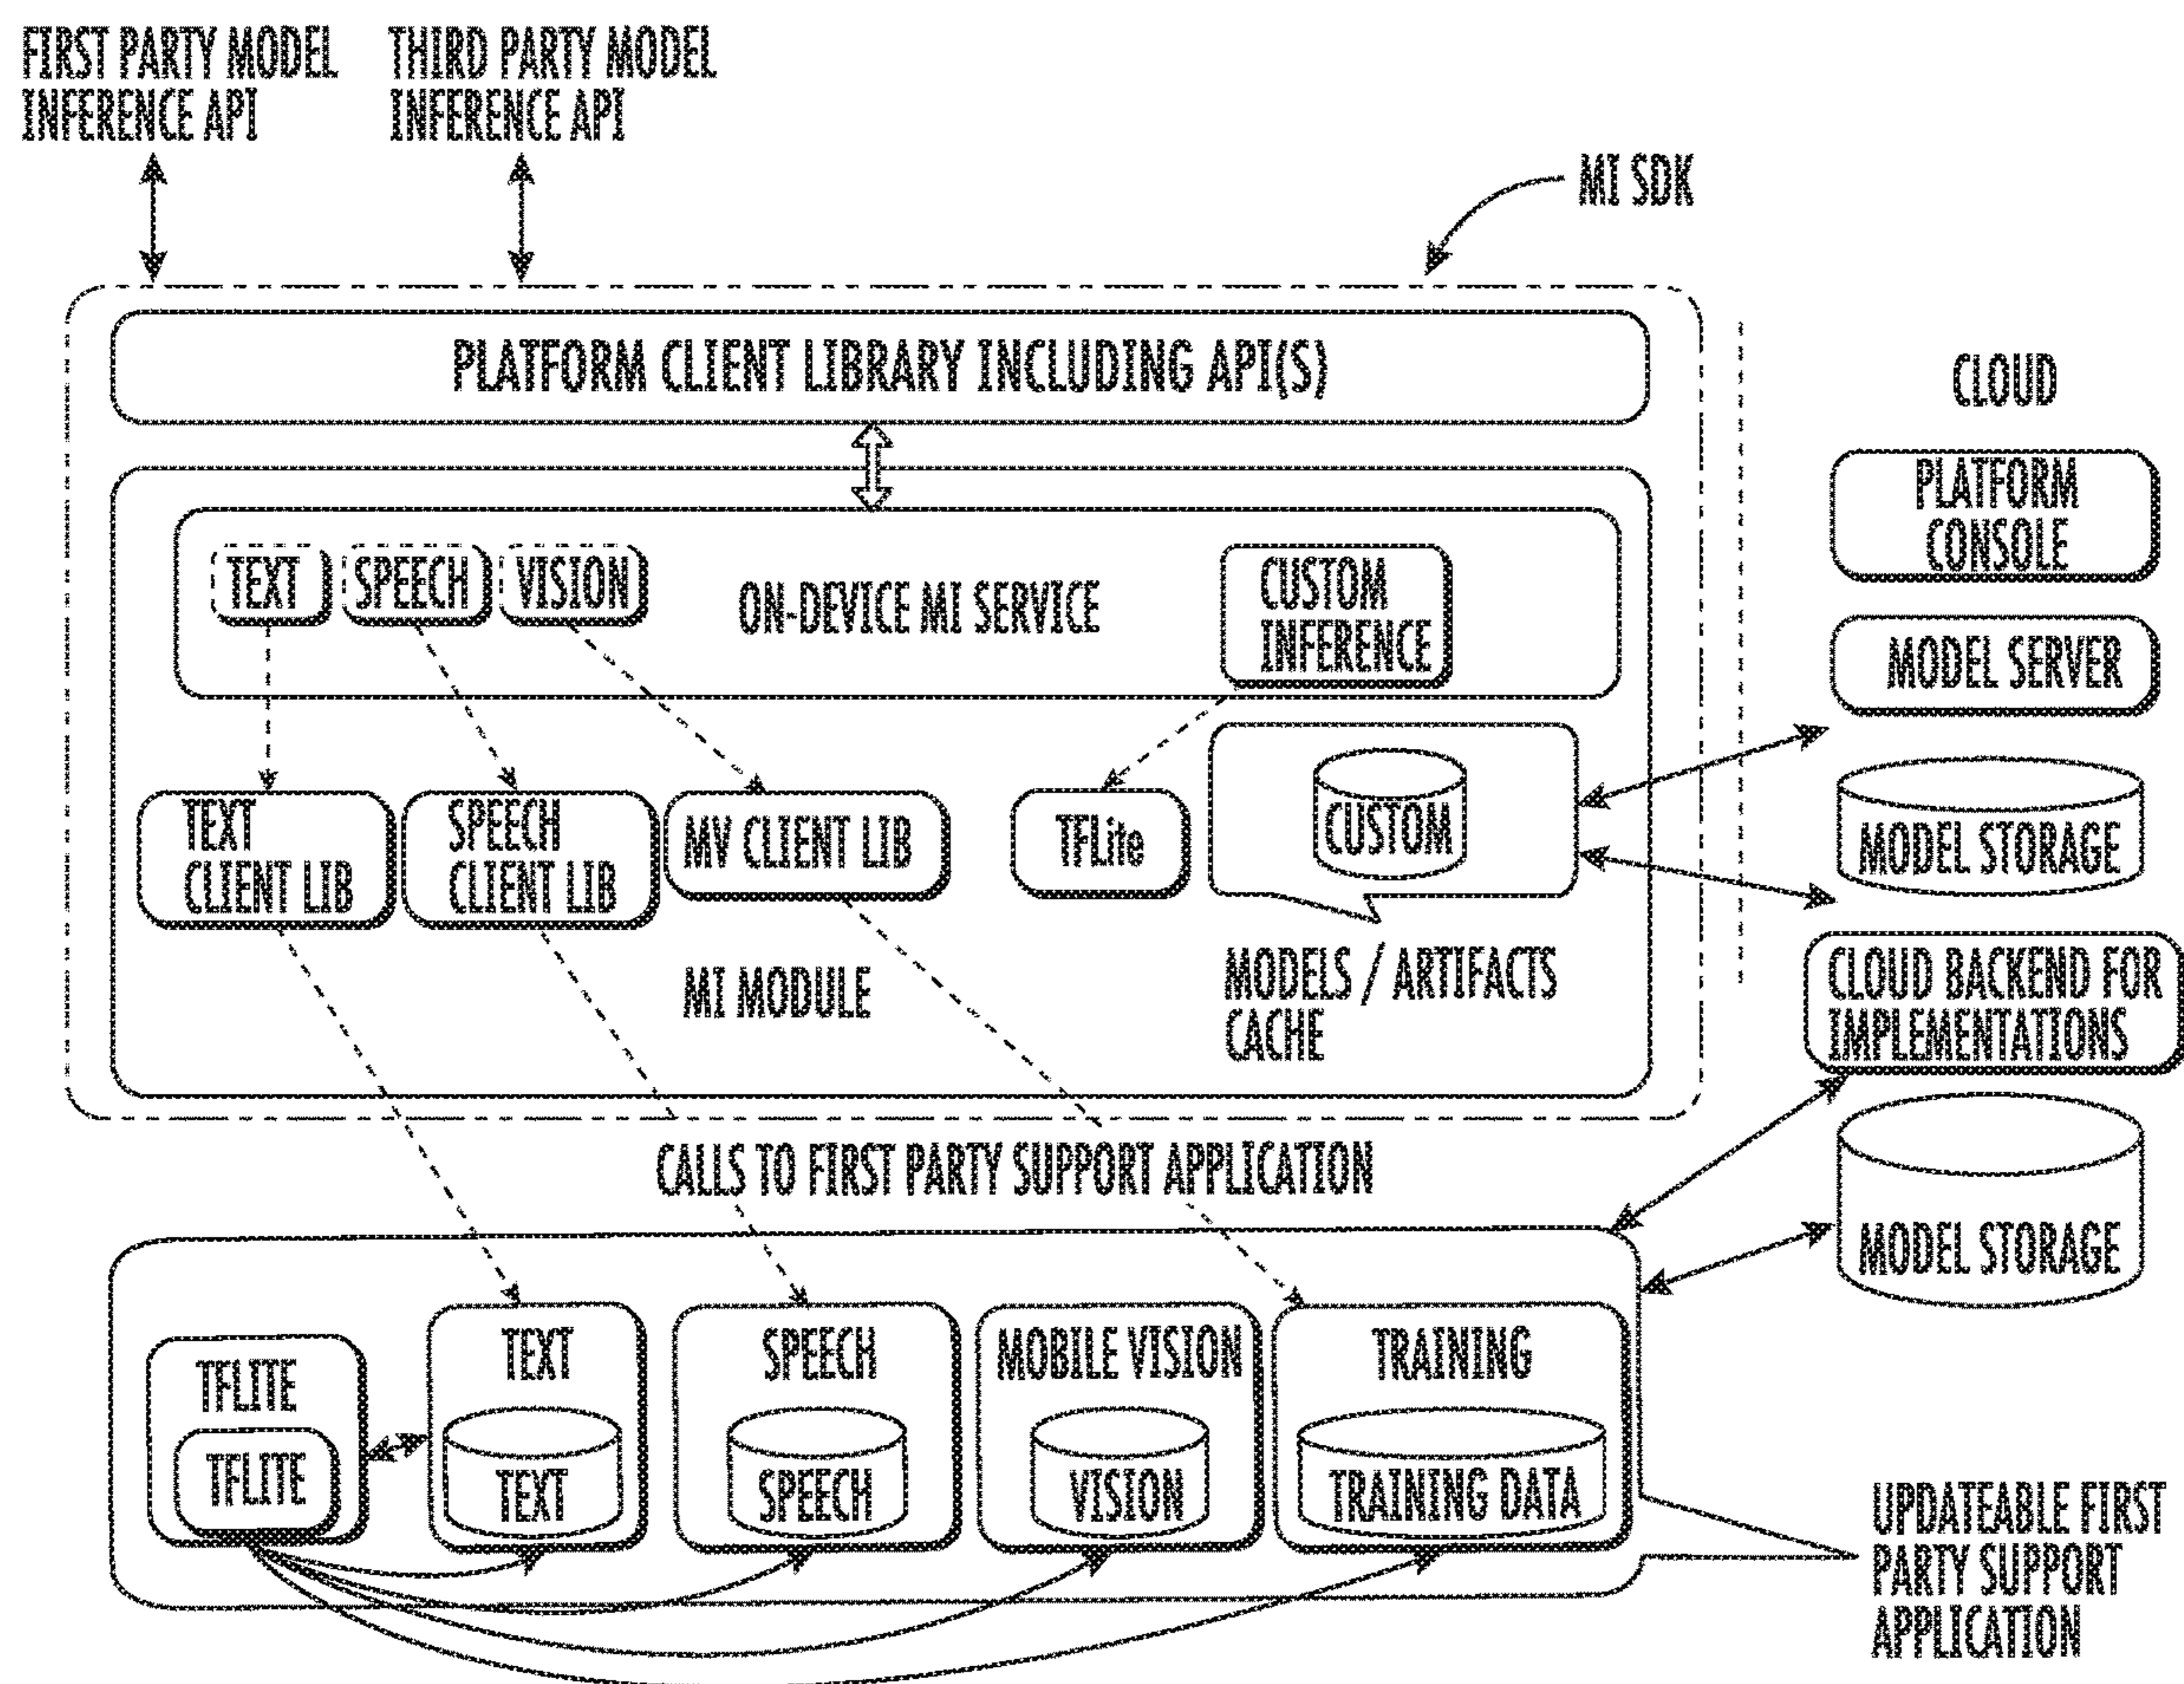 FIRST PARTY MODEL
INFERENCE API
THIRD PARTY MODEL
INFERENCE API
MI SDK
PLATFORM CLIENT LIBRARY INCLUDING API(S)
CLOUD
PLATFORM
CONSOLE
TEXT
SPEECH
VISION
ON-DEVICE MI SERVICE
CUSTOM
INFERENCE
MODEL SERVER
TEXT
CLIENT LIB
SPEECH
CLIENT LIB
MV CLIENT LIB
TFLite
CUSTOM
MODEL STORAGE
MI MODULE
MODELS / ARTIFACTS
CACHE
CLOUD BACKEND FOR
IMPLEMENTATIONS
CALLS TO FIRST PARTY SUPPORT APPLICATION
MODEL STORAGE
TFLITE
TFLITE
TEXT
TEXT
SPEECH
SPEECH
MOBILE VISION
VISION
TRAINING
TRAINING DATA
UPDATEABLE FIRST
PARTY SUPPORT
APPLICATION